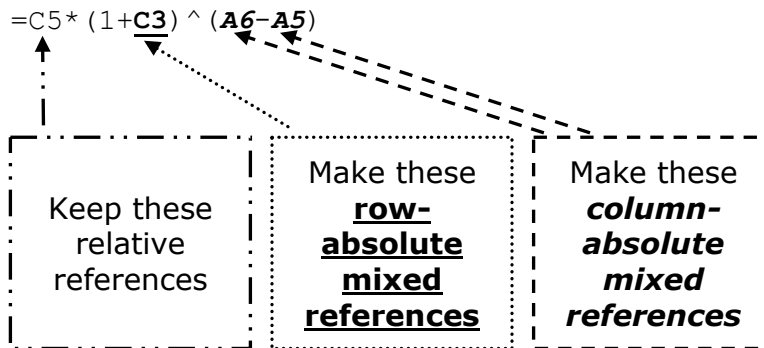 =C5*(1+C3)^(A6-A5)
Keep these
relative
references
Make these
row-
absolute
mixed
references
Make these
column-
absolute
mixed
references